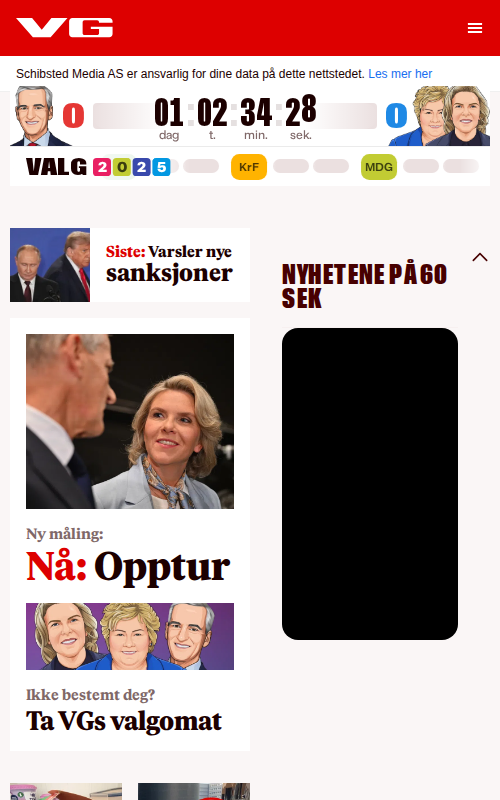 VG
Schibsted Media AS er ansvarlig for dine data på dette nettstedet. Les mer her
0 01 : 02 : 34 : 28 0
dag t. min. sek.
VALG 2025 KrF MDG
Siste: Varsler nye
sanksjoner
NYHETENE PÅ 60
SEK
Ny måling:
Nå: Opptur
Ikke bestemt deg?
Ta VGs valgomat